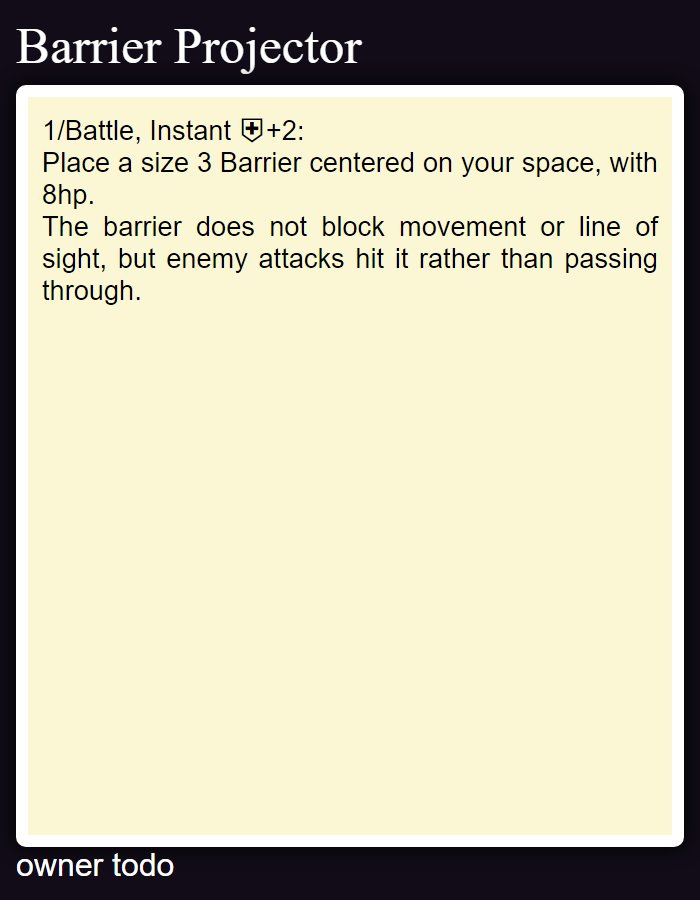 Barrier Projector
1/Battle, Instant ⛨+2:
Place a size 3 Barrier centered on your space, with
8hp.
The barrier does not block movement or line of
sight, but enemy attacks hit it rather than passing
through.
owner todo